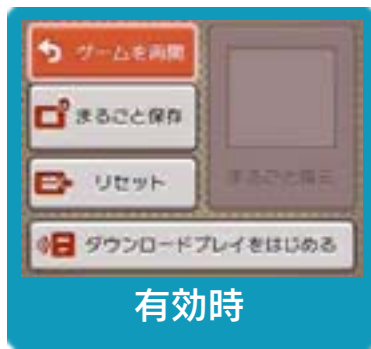 ゲームを再開
まるごと保存
リセット
まるごと復元
ダウンロードプレイをはじめる
有効時